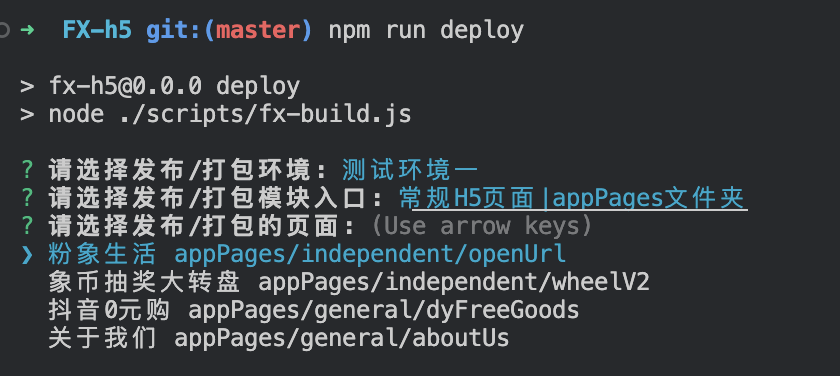 ➜ FX-h5 git:(master) npm run deploy
> fx-h5@0.0.0 deploy
> node ./scripts/fx-build.js
? 请选择发布/打包环境: 测试环境一
? 请选择发布/打包模块入口: 常规H5页面|appPages文件夹
? 请选择发布/打包的页面: (Use arrow keys)
❯ 粉象生活 appPages/independent/openUrl
象币抽奖大转盘 appPages/independent/wheelV2
抖音0元购 appPages/general/dyFreeGoods
关于我们 appPages/general/aboutUs